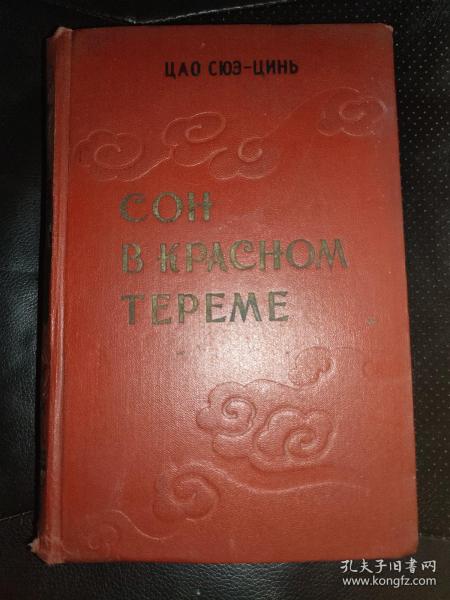 ЦАО СЮЭ-ЦИНЬ
СОН
В КРАСНОМ
ТЕРЕМЕ
孔夫子旧书网
www.kongfz.com